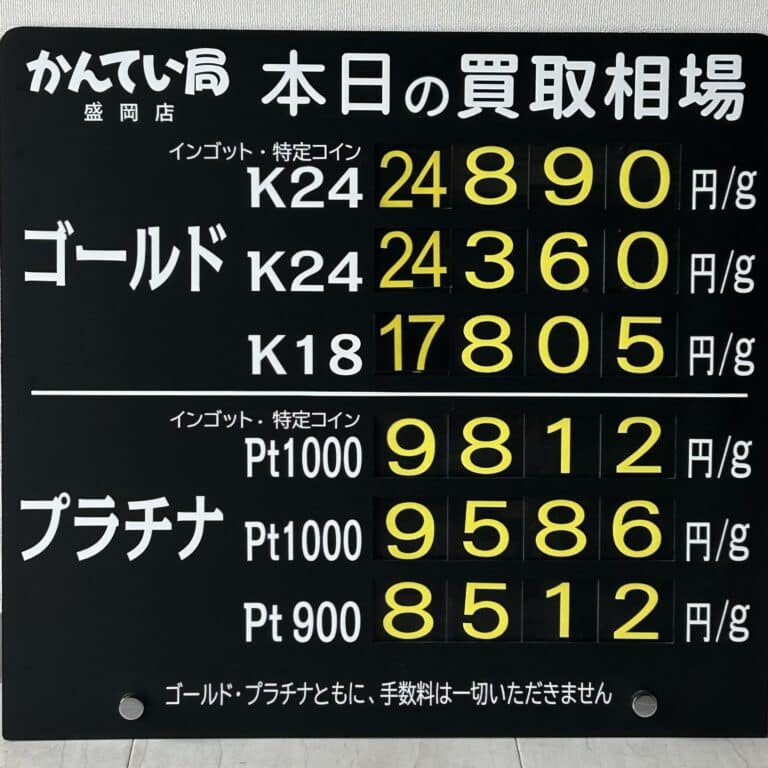 かんてい局 本日の買取相場
盛岡店
インゴット・特定コイン
K24 24890 円/g
ゴールド K24 24360 円/g
K18 17805 円/g
インゴット・特定コイン
Pt1000 9812 円/g
プラチナ Pt1000 9586 円/g
Pt900 8512 円/g
ゴールド・プラチナともに、手数料は一切いただきません